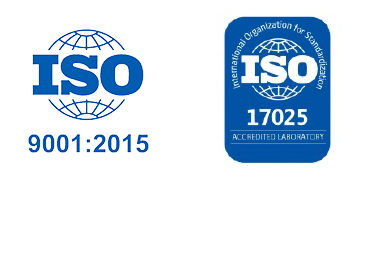 ISO
9001:2015
International Organization for Standardization
ISO
17025
ACCREDITED LABORATORY